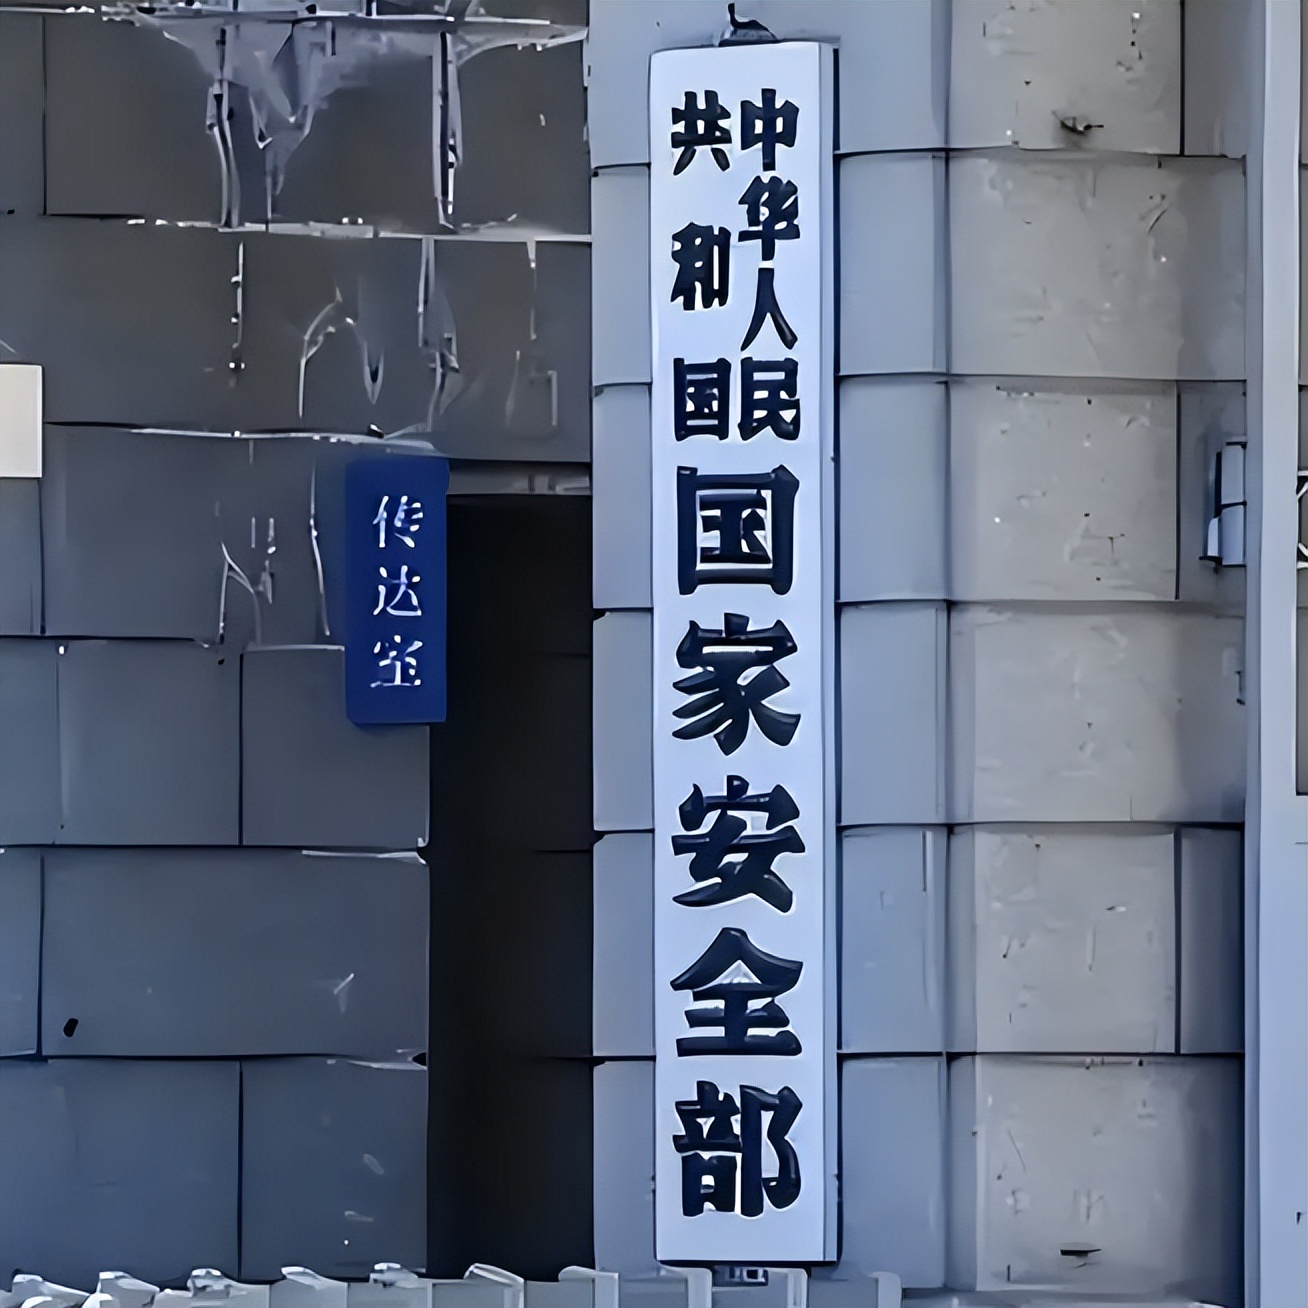 中华人民
共和国
国家安全部
传达室